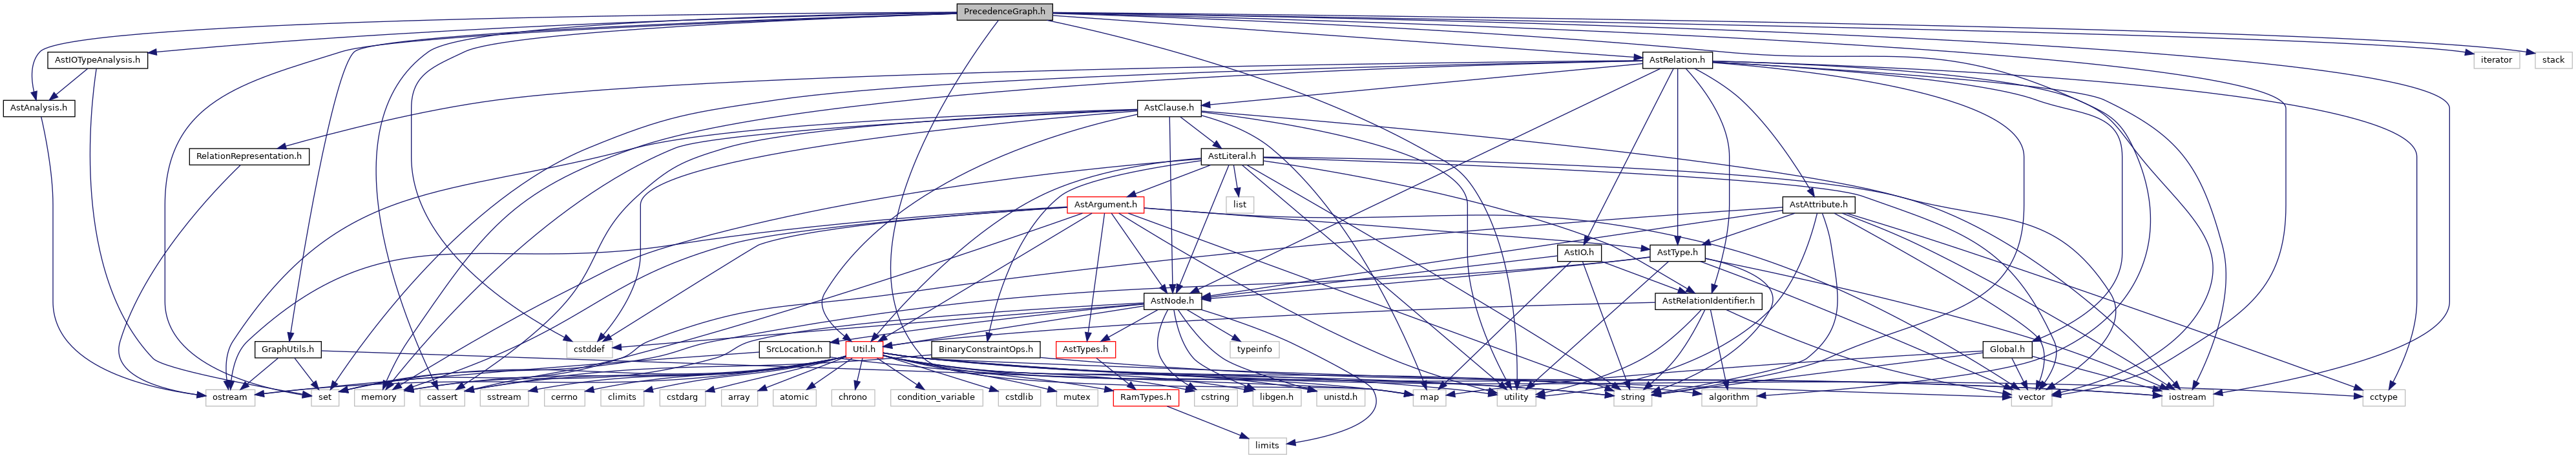 PrecedenceGraph.h
AstIOTypeAnalysis.h
AstRelation.h
iterator
stack
AstAnalysis.h
AstClause.h
RelationRepresentation.h
AstLiteral.h
AstArgument.h
list
AstAttribute.h
AstIO.h
AstType.h
AstNode.h
AstRelationIdentifier.h
GraphUtils.h
cstddef
SrcLocation.h
Util.h
BinaryConstraintOps.h
AstTypes.h
typeinfo
Global.h
ostream
set
memory
cassert
sstream
cerrno
climits
cstdarg
array
atomic
chrono
condition_variable
cstdlib
mutex
RamTypes.h
cstring
libgen.h
unistd.h
map
utility
string
algorithm
vector
iostream
cctype
limits